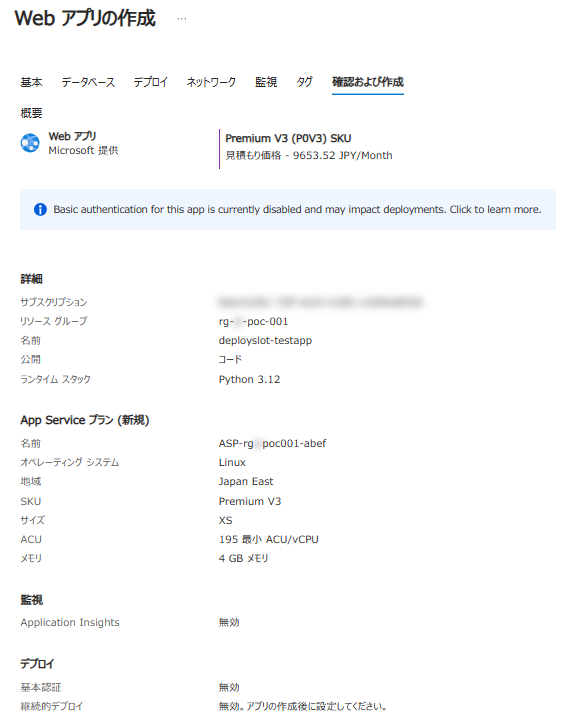 Web アプリの作成 …
基本 データベース デプロイ ネットワーク 監視 タグ 確認および作成
概要
Web アプリ
Microsoft 提供
Premium V3 (P0V3) SKU
見積もり価格 - 9653.52 JPY/Month
Basic authentication for this app is currently disabled and may impact deployments. Click to learn more.
詳細
サブスクリプション
リソース グループ rg- -poc-001
名前 deployslot-testapp
公開 コード
ランタイム スタック Python 3.12
App Service プラン (新規)
名前 ASP-rg poc001-abef
オペレーティング システム Linux
地域 Japan East
SKU Premium V3
サイズ XS
ACU 195 最小 ACU/vCPU
メモリ 4 GB メモリ
監視
Application Insights 無効
デプロイ
基本認証 無効
継続的デプロイ 無効。アプリの作成後に設定してください。